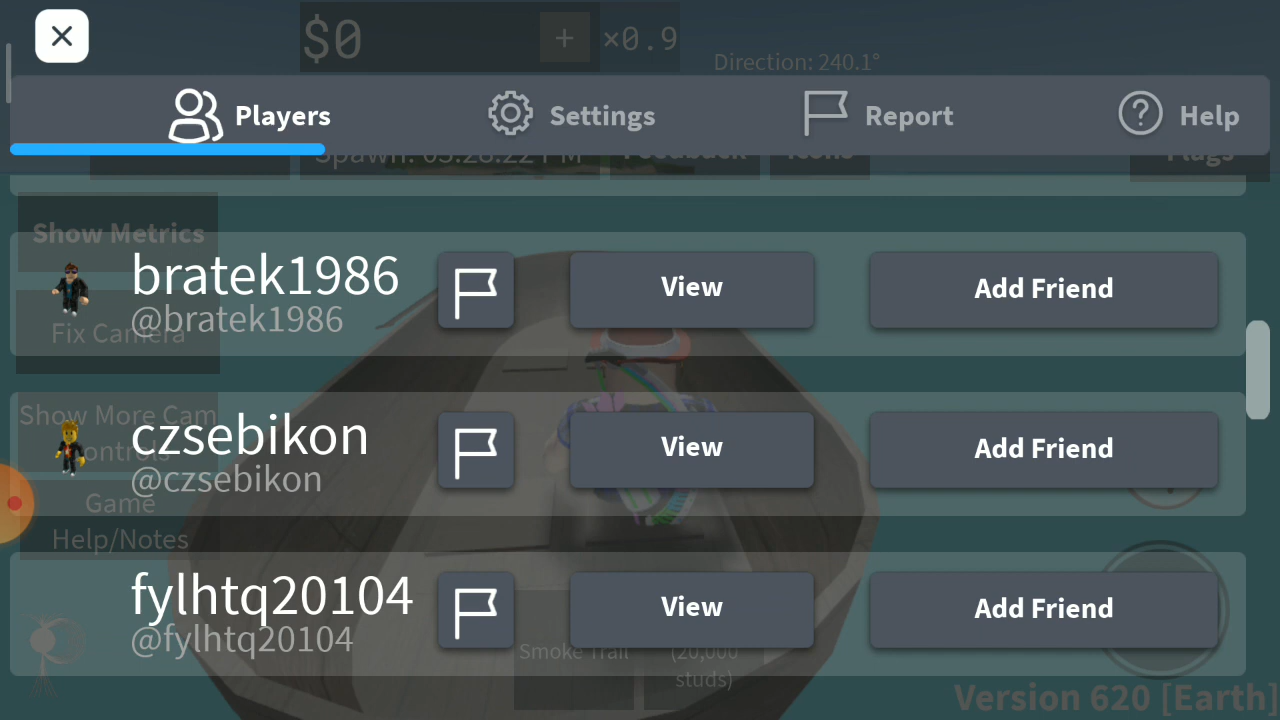 $0
+
×0.9
Direction: 240.1°
Players
Settings
Report
Help
Spawn: 03:28:22 PM
Feedback
Icons
Flags
Show Metrics
bratek1986
@bratek1986
View
Add Friend
Fix Camera
Show More Cam
Controls
czsebikon
@czsebikon
View
Add Friend
Game
Help/Notes
fylhtq20104
@fylhtq20104
View
Add Friend
Smoke Trail
(20,000
studs)
Version 620 [Earth]